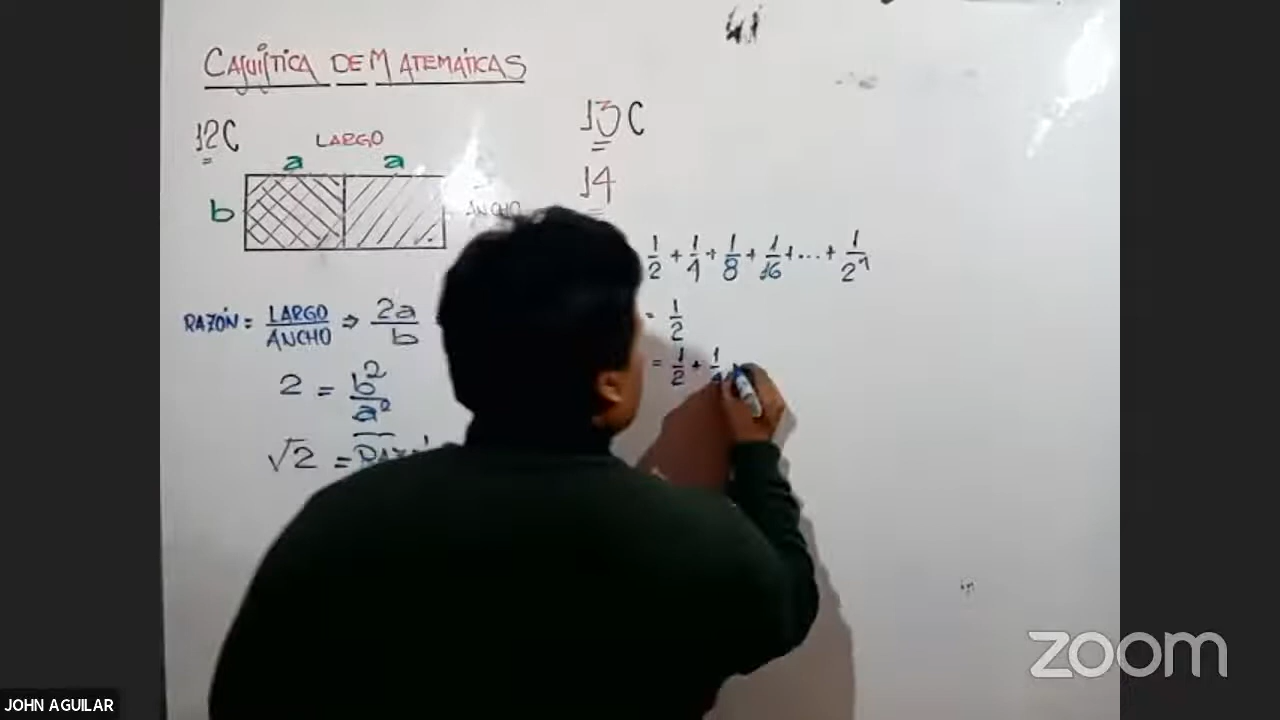 CASUÍSTICA DE MATEMÁTICAS
12C
LARGO
a a
b
ANCHO
RAZÓN = LARGO/ANCHO ⇒ 2a/b
2 = b²/a²
√2 =
13C
14
1/2 + 1/4 + 1/8 + 1/16 + ... + 1/2ⁿ
= 1/2
= 1/2 + 1/4
zoom
JOHN AGUILAR